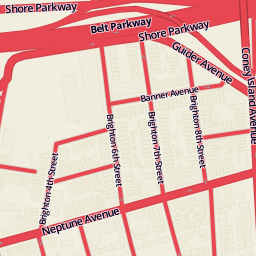 Shore Parkway
Belt Parkway
Shore Parkway
Guider Avenue
Coney Island Avenue
Banner Avenue
Brighton 6th Street
Brighton 7th Street
Brighton 8th Street
Brighton 4th Street
Neptune Avenue